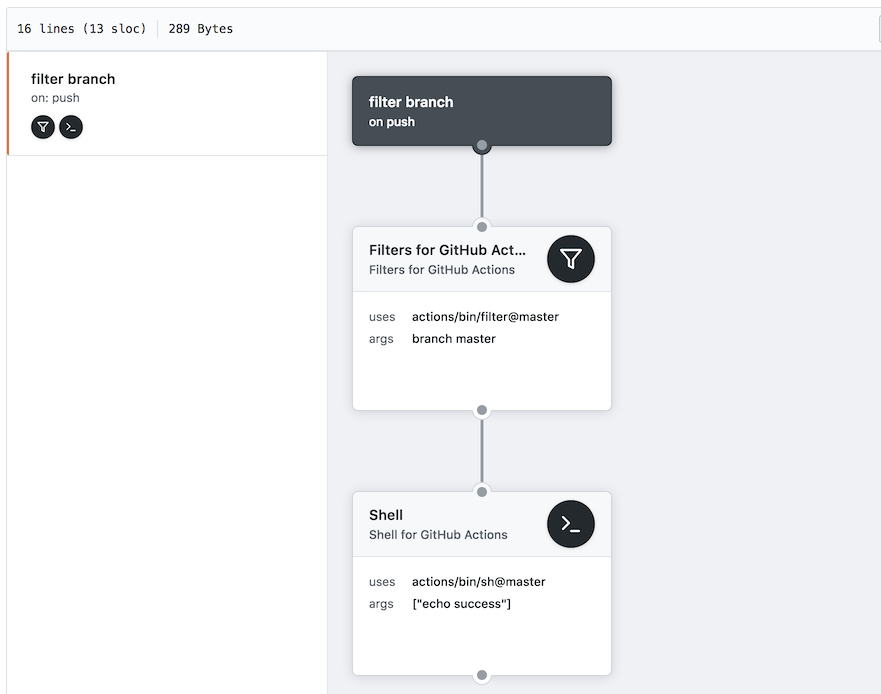 16 lines (13 sloc) 289 Bytes
filter branch
on: push
filter branch
on push
Filters for GitHub Act...
Filters for GitHub Actions
uses actions/bin/filter@master
args branch master
Shell
Shell for GitHub Actions
uses actions/bin/sh@master
args ["echo success"]